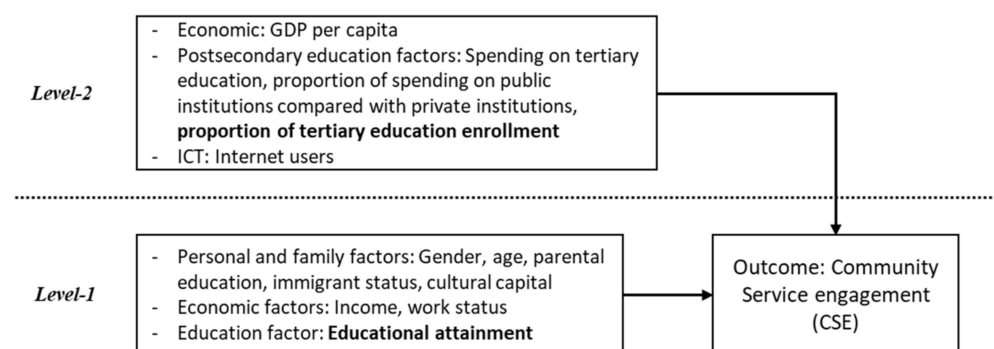 - Economic: GDP per capita
- Postsecondary education factors: Spending on tertiary
education, proportion of spending on public
institutions compared with private institutions,
proportion of tertiary education enrollment
- ICT: Internet users
Level-2
- Personal and family factors: Gender, age, parental
education, immigrant status, cultural capital
- Economic factors: Income, work status
- Education factor: Educational attainment
Level-1
Outcome: Community
Service engagement
(CSE)